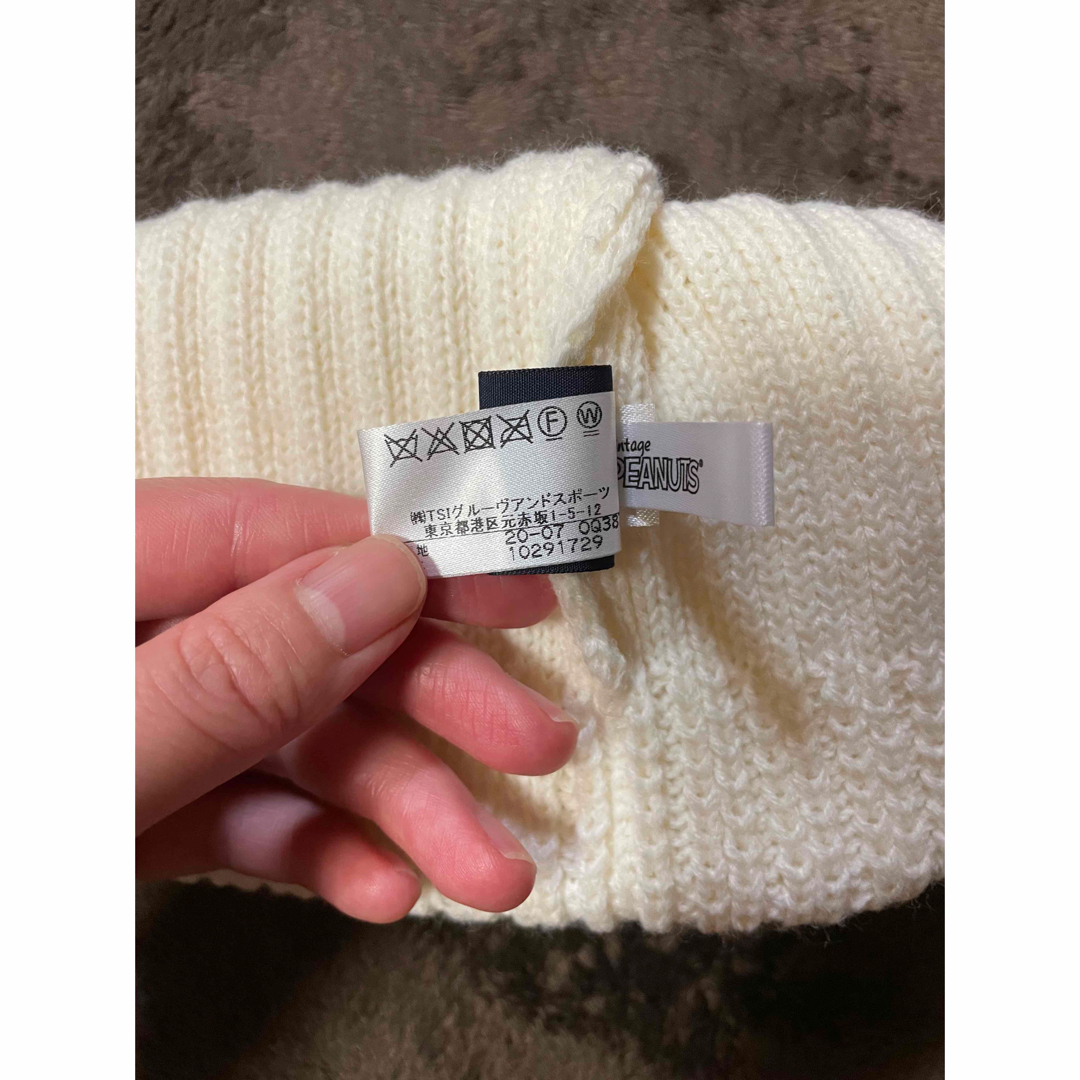 F W
㈱TSIグルーヴアンドスポーツ
東京都港区元赤坂1-5-12
地 20-07 0Q38
10291729
ntage
PEANUTS®